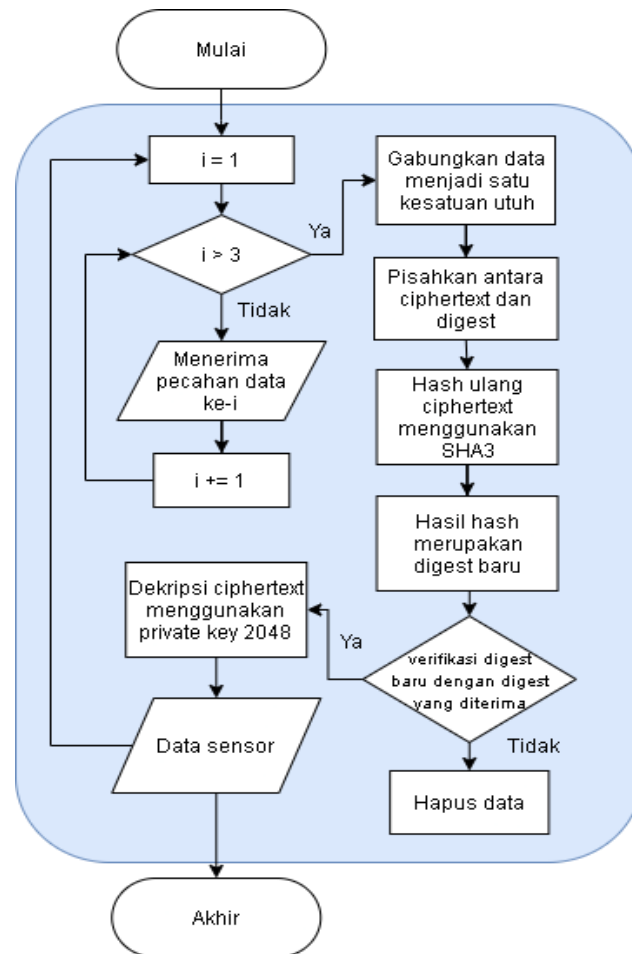 Mulai
i = 1
i > 3
Ya
Tidak
Menerima
pecahan data
ke-i
i += 1
Gabungkan data
menjadi satu
kesatuan utuh
Pisahkan antara
ciphertext dan
digest
Hash ulang
ciphertext
menggunakan
SHA3
Hasil hash
merupakan
digest baru
verifikasi digest
baru dengan digest
yang diterima
Ya
Tidak
Hapus data
Dekripsi ciphertext
menggunakan
private key 2048
Data sensor
Akhir